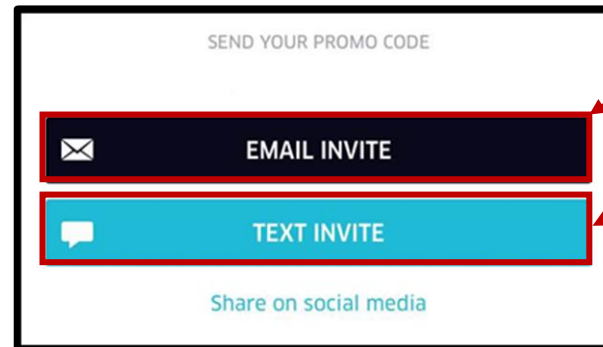 SEND YOUR PROMO CODE
EMAIL INVITE
TEXT INVITE
Share on social media